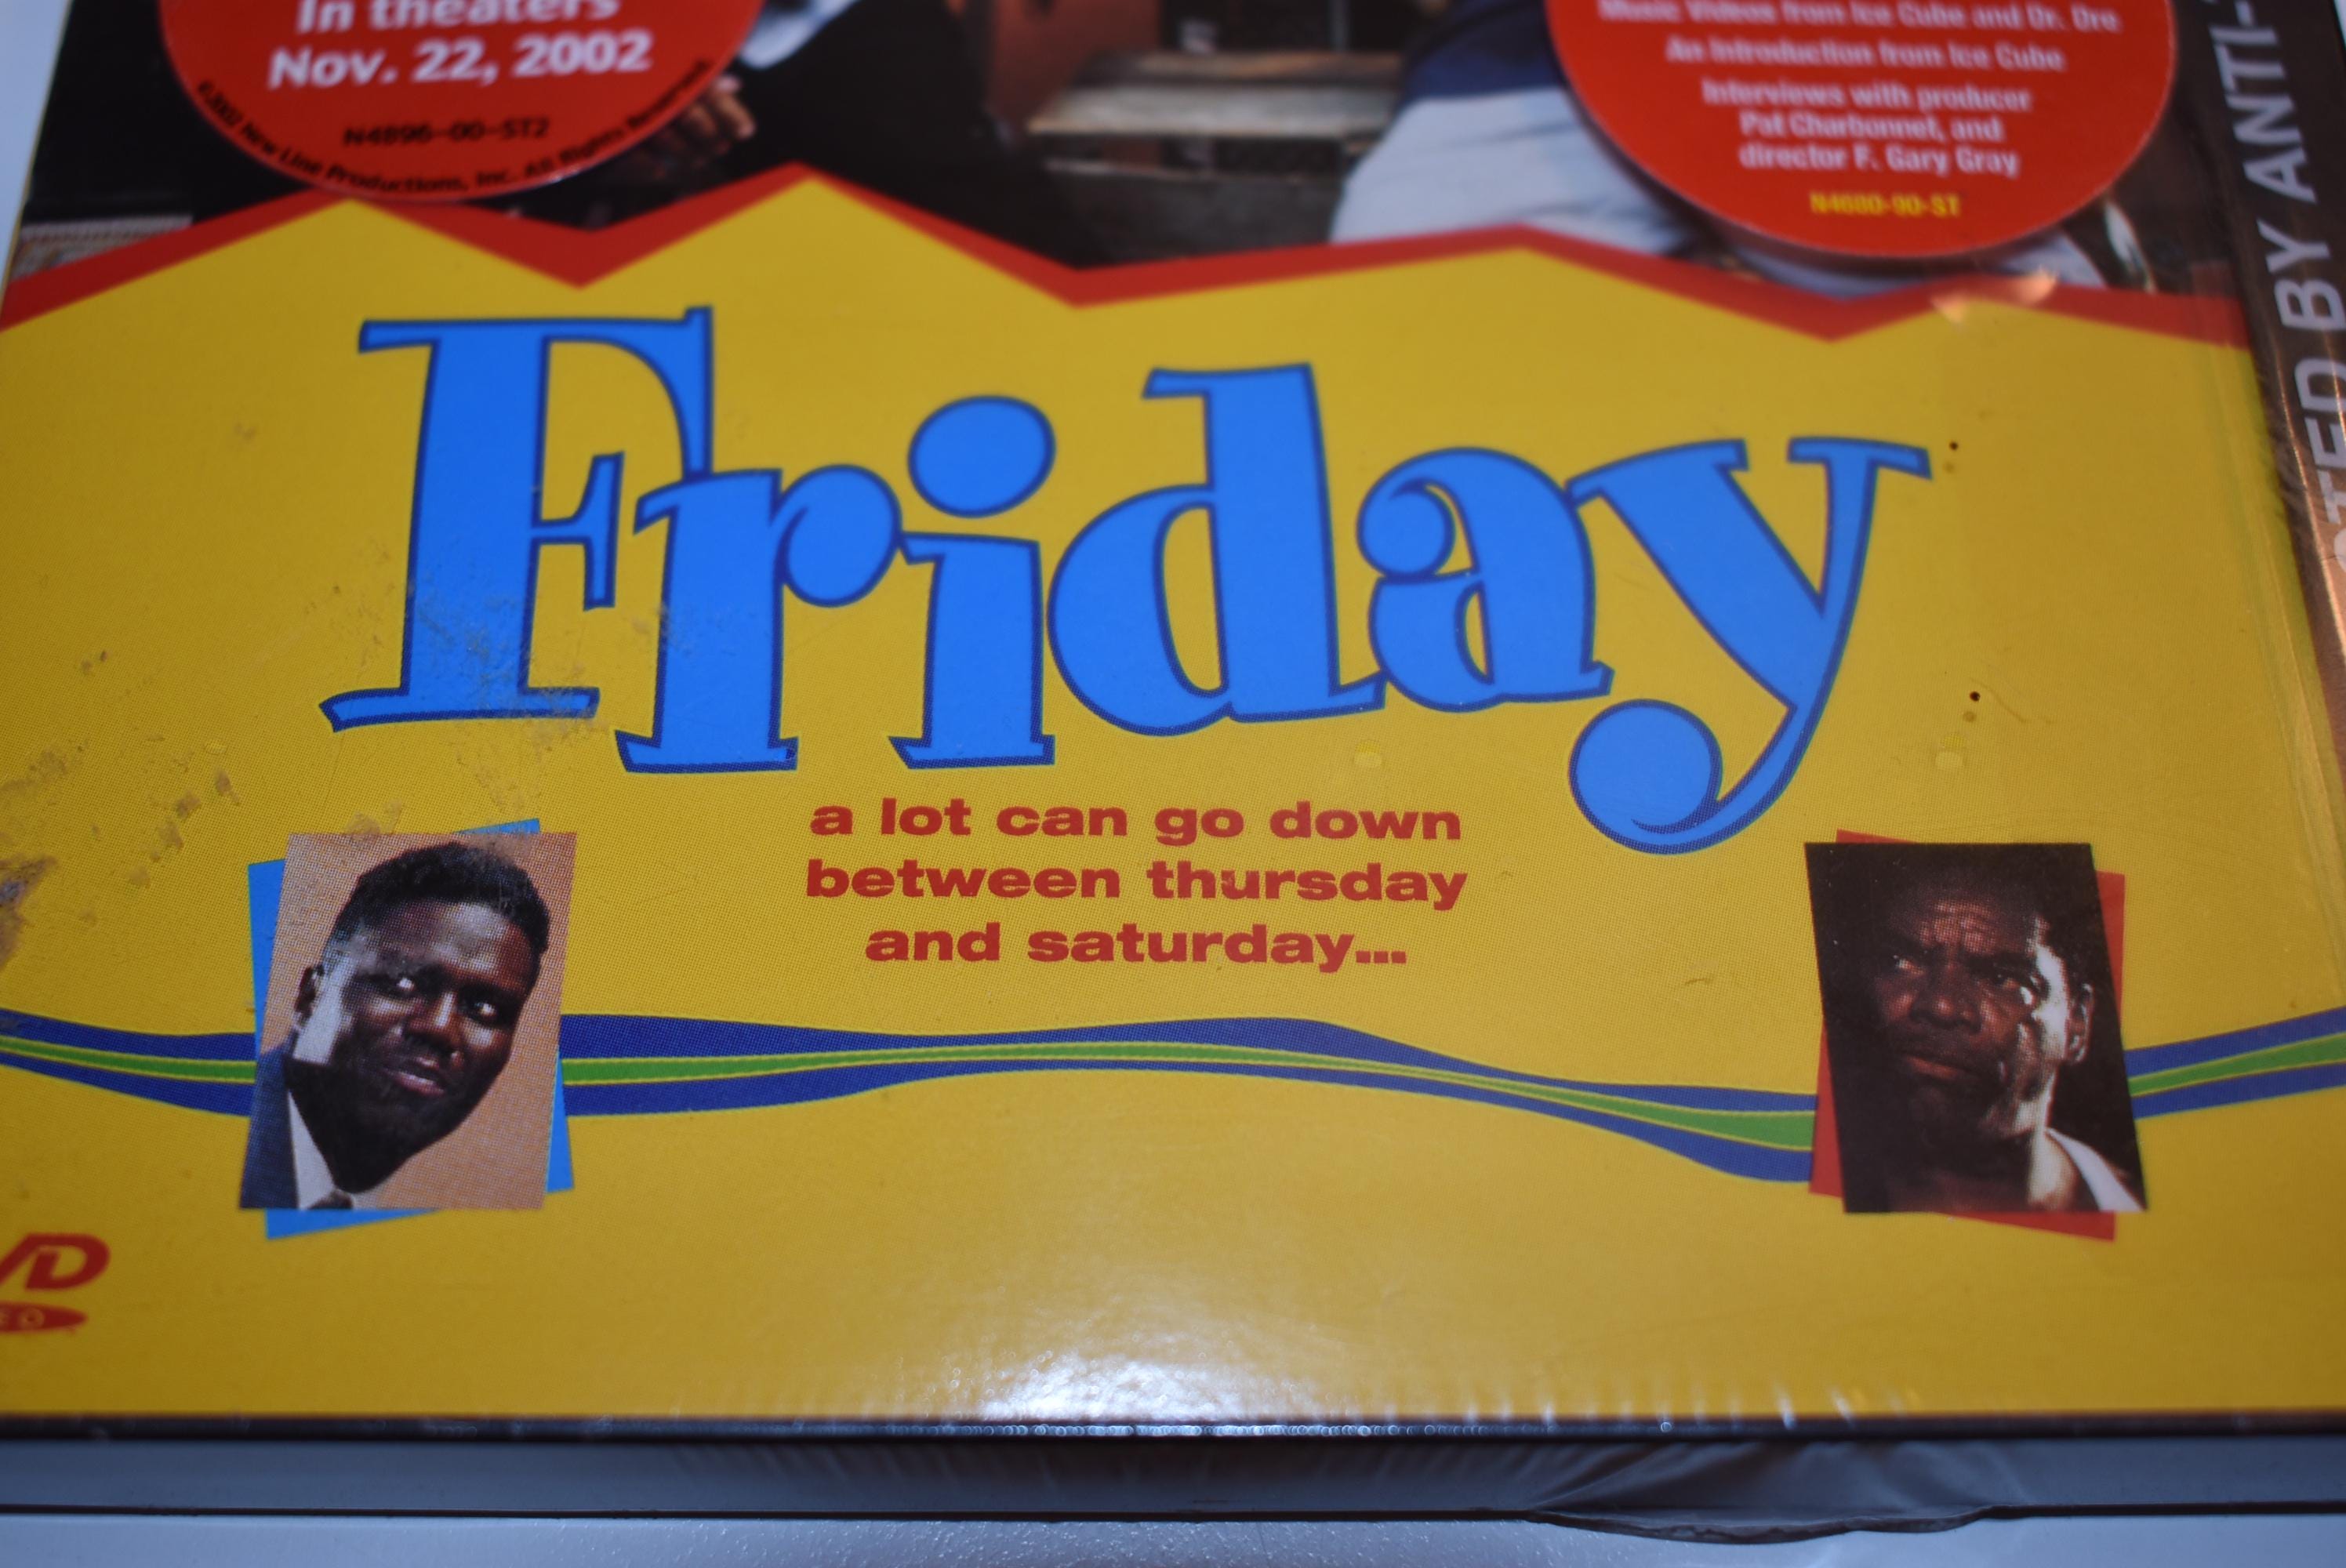 In theaters
Nov. 22, 2002
N4896-00-ST2
©2002 New Line Productions, Inc. All Rights Reserved.
Music Videos from Ice Cube and Dr. Dre
An Introduction from Ice Cube
Interviews with producer
Pat Charbonnet, and
director F. Gary Gray
N4680-90-ST
BY ANTI-
Friday
a lot can go down
between thursday
and saturday...